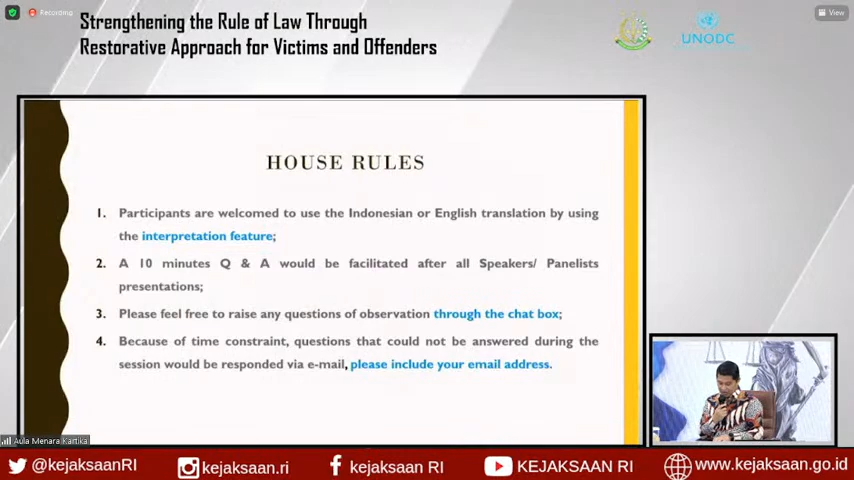 Recording
Strengthening the Rule of Law Through
Restorative Approach for Victims and Offenders
UNODC
View
HOUSE RULES
1. Participants are welcomed to use the Indonesian or English translation by using
the interpretation feature;
2. A 10 minutes Q & A would be facilitated after all Speakers/ Panelists
presentations;
3. Please feel free to raise any questions of observation through the chat box;
4. Because of time constraint, questions that could not be answered during the
session would be responded via e-mail, please include your email address.
Aula Menara Kartika
@kejaksaanRI
kejaksaan.ri
kejaksaan RI
KEJAKSAAN RI
www.kejaksaan.go.id